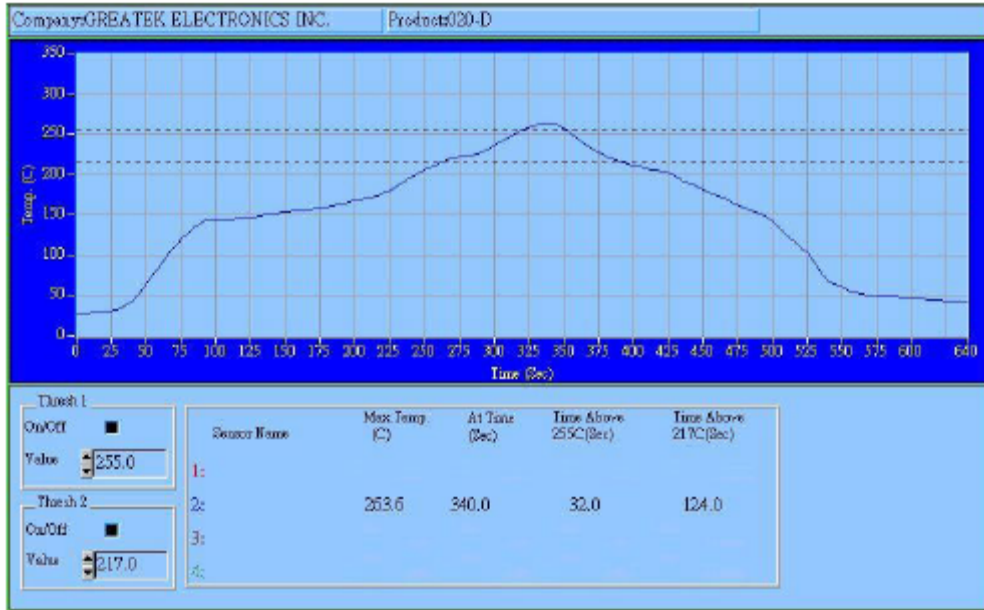 Company:GREATEK ELECTRONICS INC. Product:020-D
350
300
250
200
150
100
50
0
Temp. (C)
0 25 50 75 100 125 150 175 200 225 250 275 300 325 350 375 400 425 450 475 500 525 550 575 600 640
Time (Sec)
Thresh 1
On/Off
Value 255.0
Thresh 2
On/Off
Value 217.0
Sensor Name Max Temp. (C) At Time (Sec) Time Above 255C(Sec) Time Above 217C(Sec)
1:
2: 263.6 340.0 32.0 124.0
3:
4: